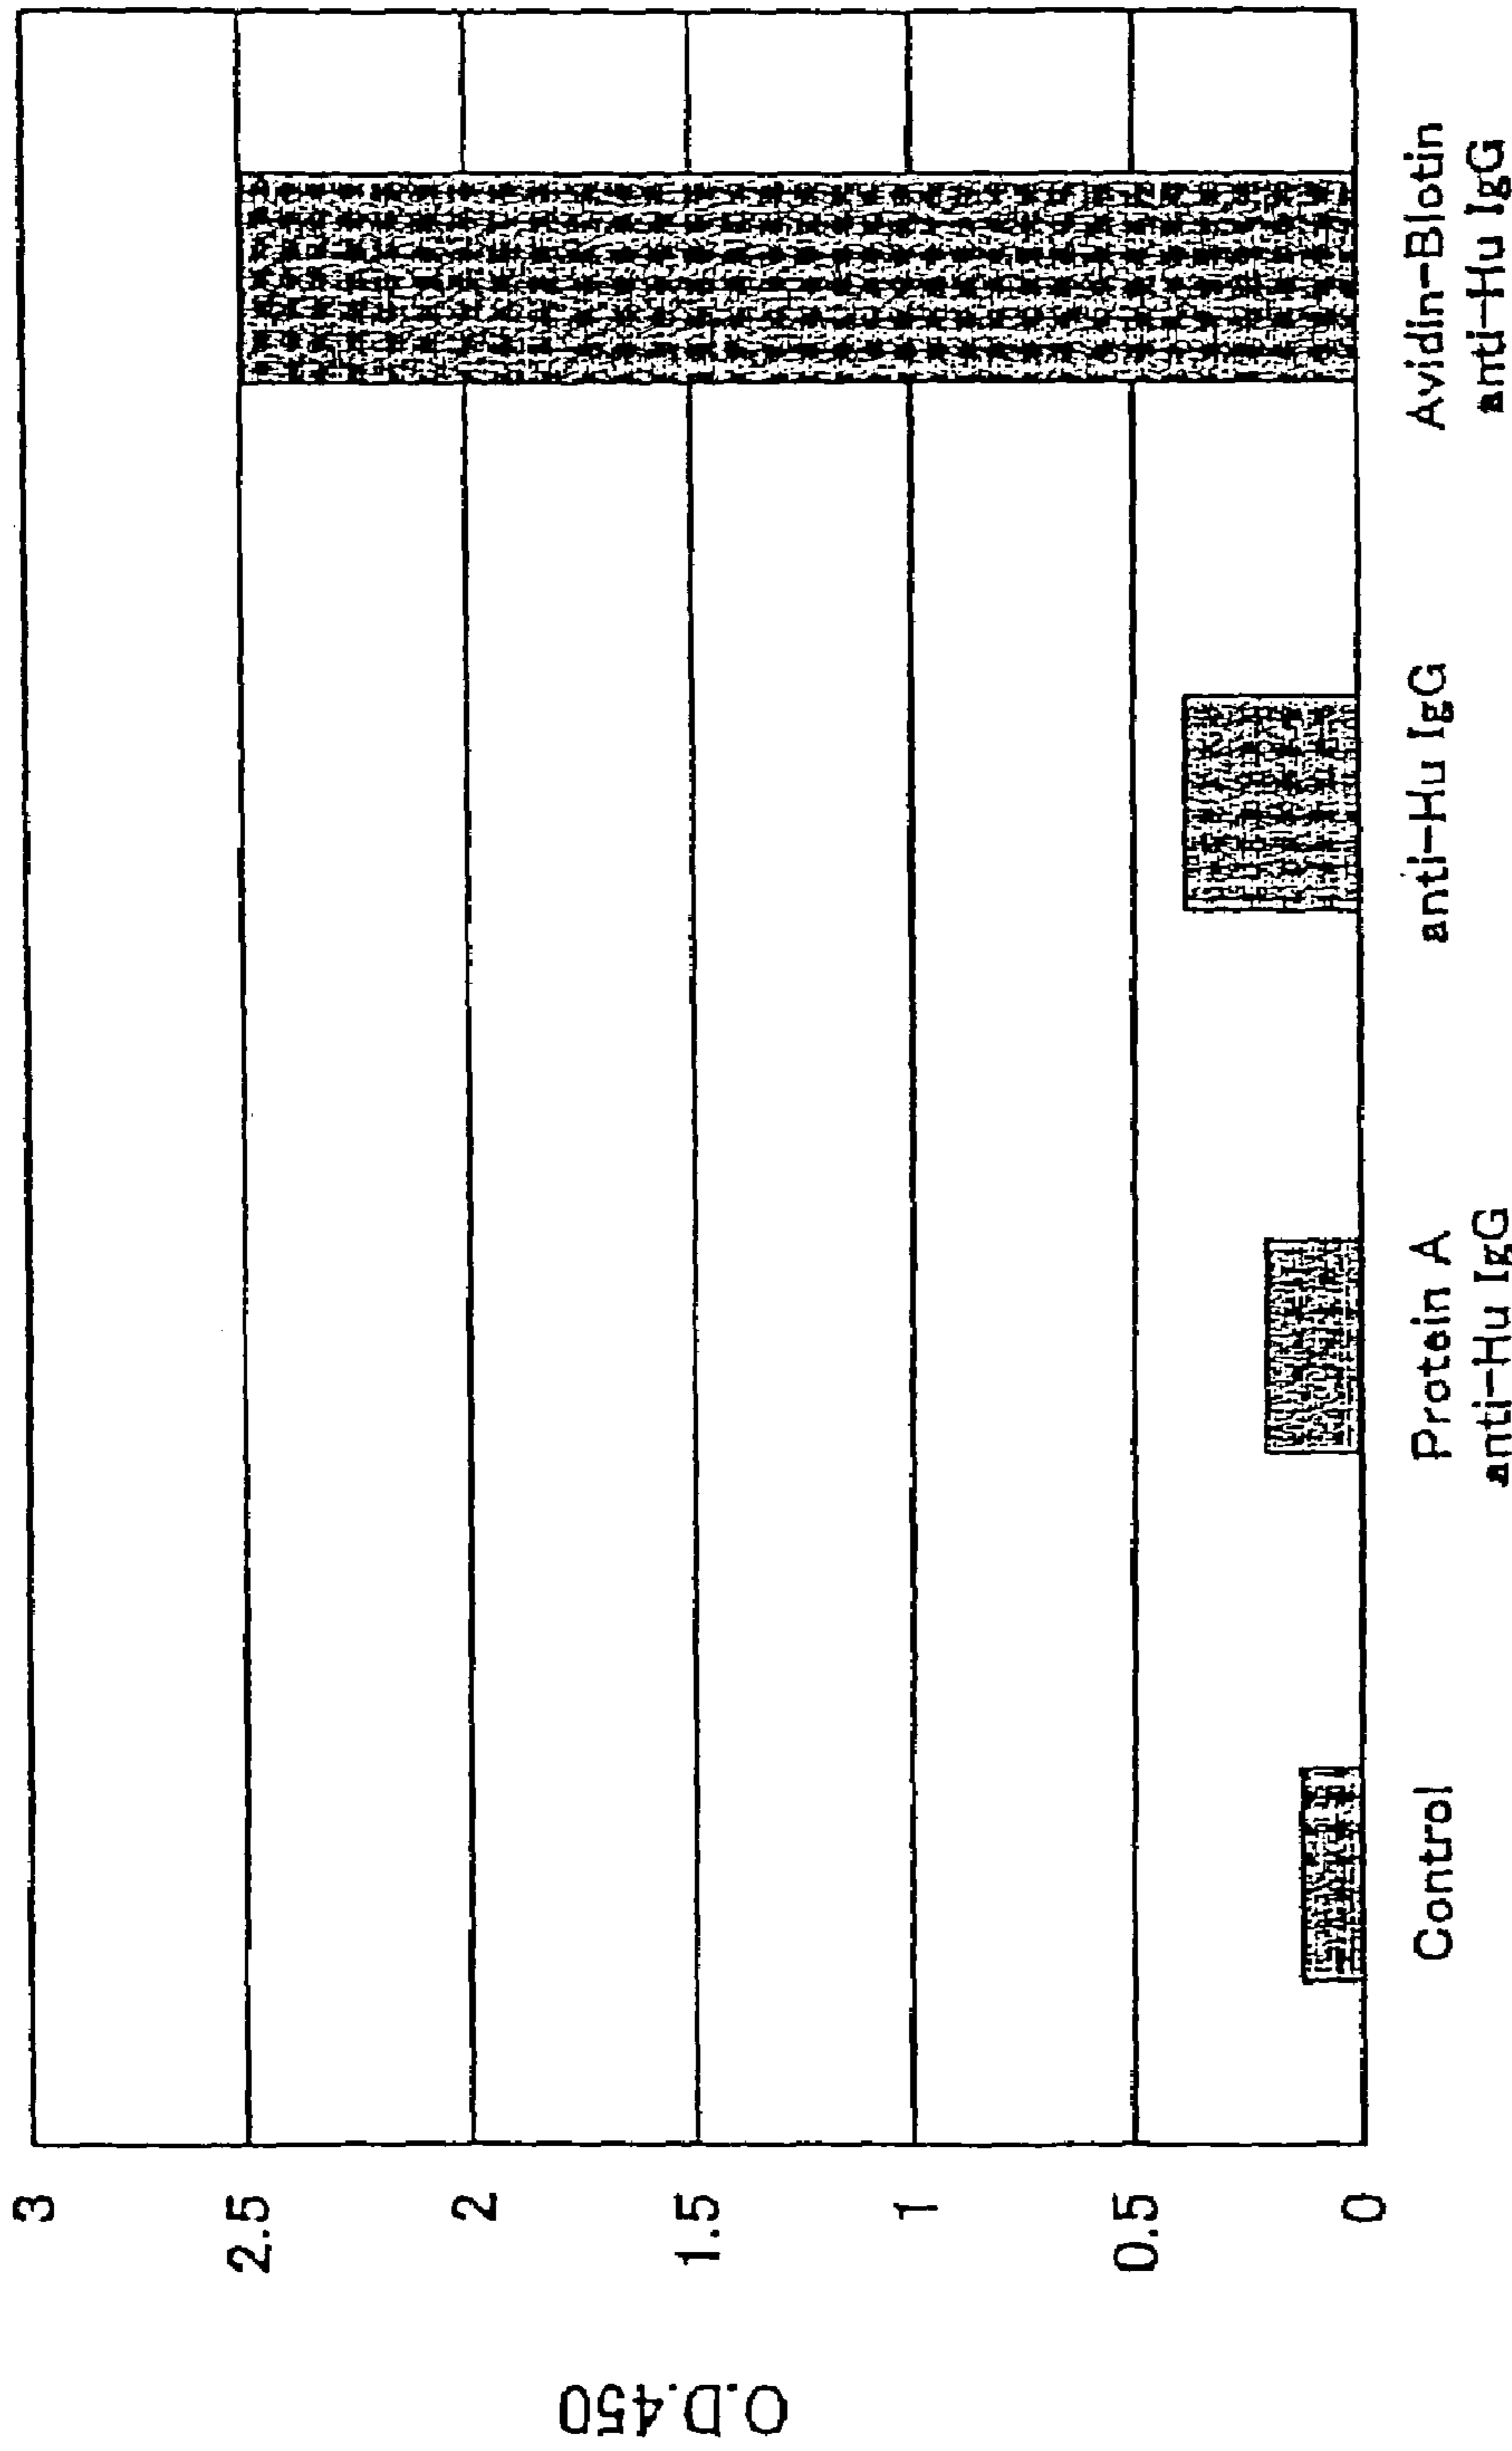 O.D.450
3
2.5
2
1.5
1
0.5
0
Control
Protein A
anti-Hu IgG
anti-Hu IgG
Avidin-Biotin
anti-Hu IgG